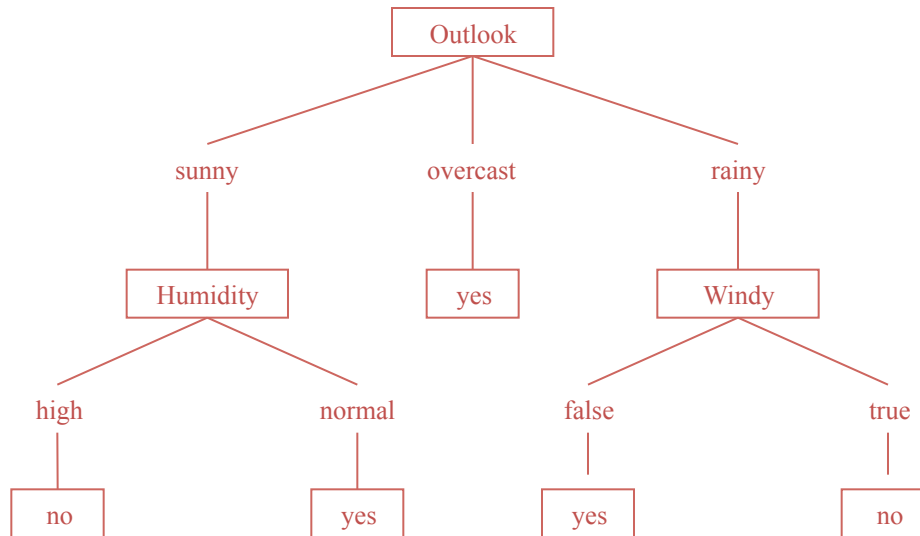 Outlook
sunny overcast rainy
Humidity yes Windy
high normal false true
no yes yes no